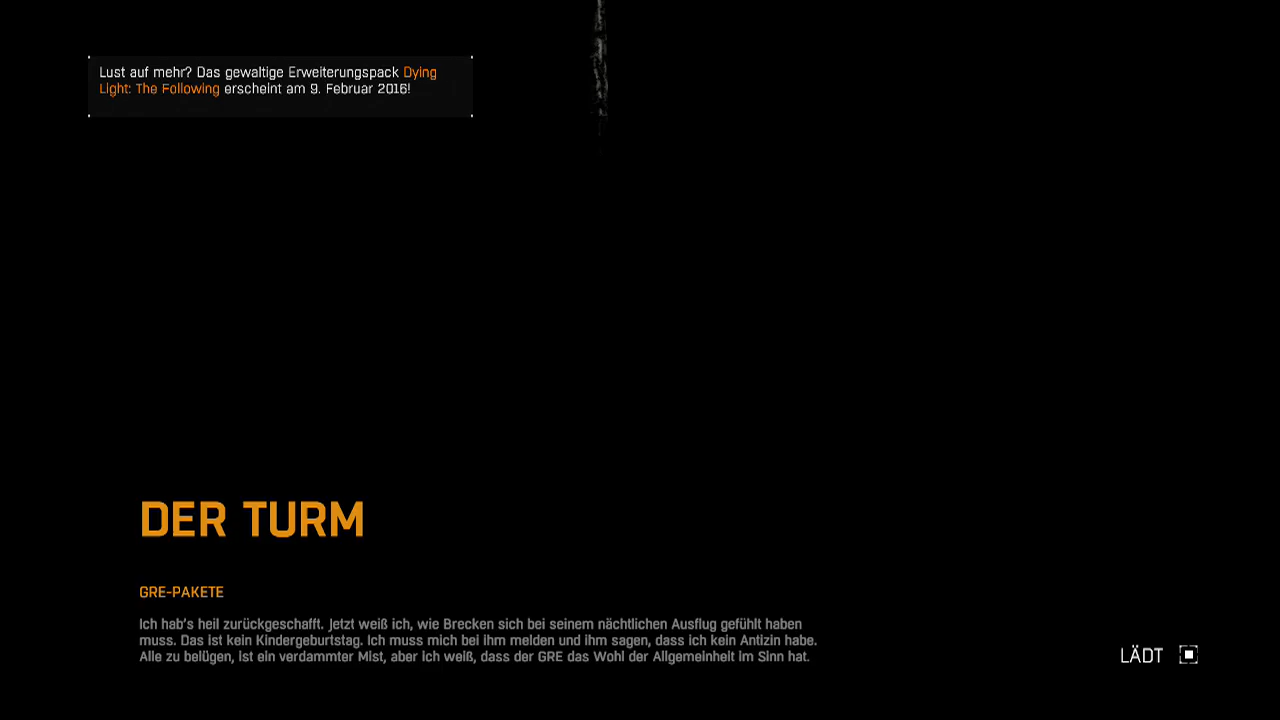 Lust auf mehr? Das gewaltige Erweiterungspack Dying
Light: The Following erscheint am 9. Februar 2016!
DER TURM
GRE-PAKETE
Ich hab's heil zurückgeschafft. Jetzt weiß ich, wie Brecken sich bei seinem nächtlichen Ausflug gefühlt haben
muss. Das ist kein Kindergeburtstag. Ich muss mich bei ihm melden und ihm sagen, dass ich kein Antizin habe.
Alle zu belügen, ist ein verdammter Mist, aber ich weiß, dass der GRE das Wohl der Allgemeinheit im Sinn hat.
LÄDT